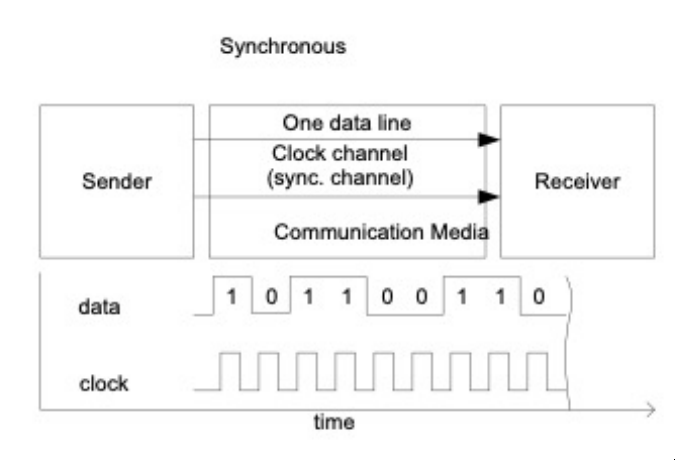 Synchronous
One data line
Clock channel
(sync. channel)
Sender
Receiver
Communication Media
data
1 0 1 1 0 0 1 1 0
clock
time